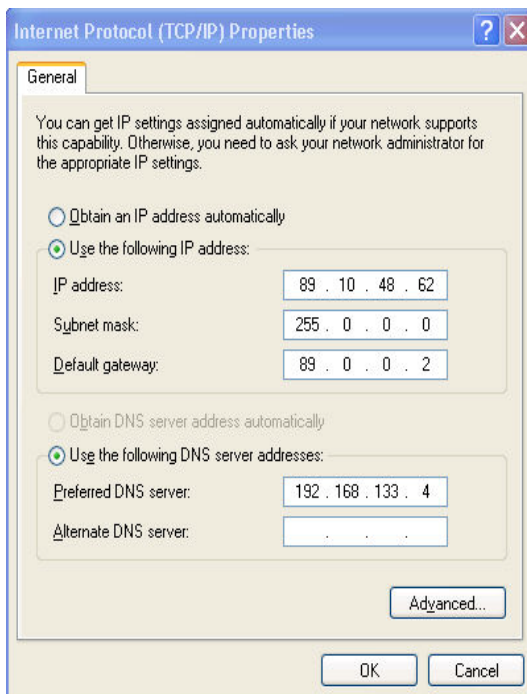 Internet Protocol (TCP/IP) Properties
General
You can get IP settings assigned automatically if your network supports
this capability. Otherwise, you need to ask your network administrator for
the appropriate IP settings.
Obtain an IP address automatically
Use the following IP address:
IP address: 89 . 10 . 48 . 62
Subnet mask: 255 . 0 . 0 . 0
Default gateway: 89 . 0 . 0 . 2
Obtain DNS server address automatically
Use the following DNS server addresses:
Preferred DNS server: 192 . 168 . 133 . 4
Alternate DNS server: . . .
Advanced...
OK Cancel